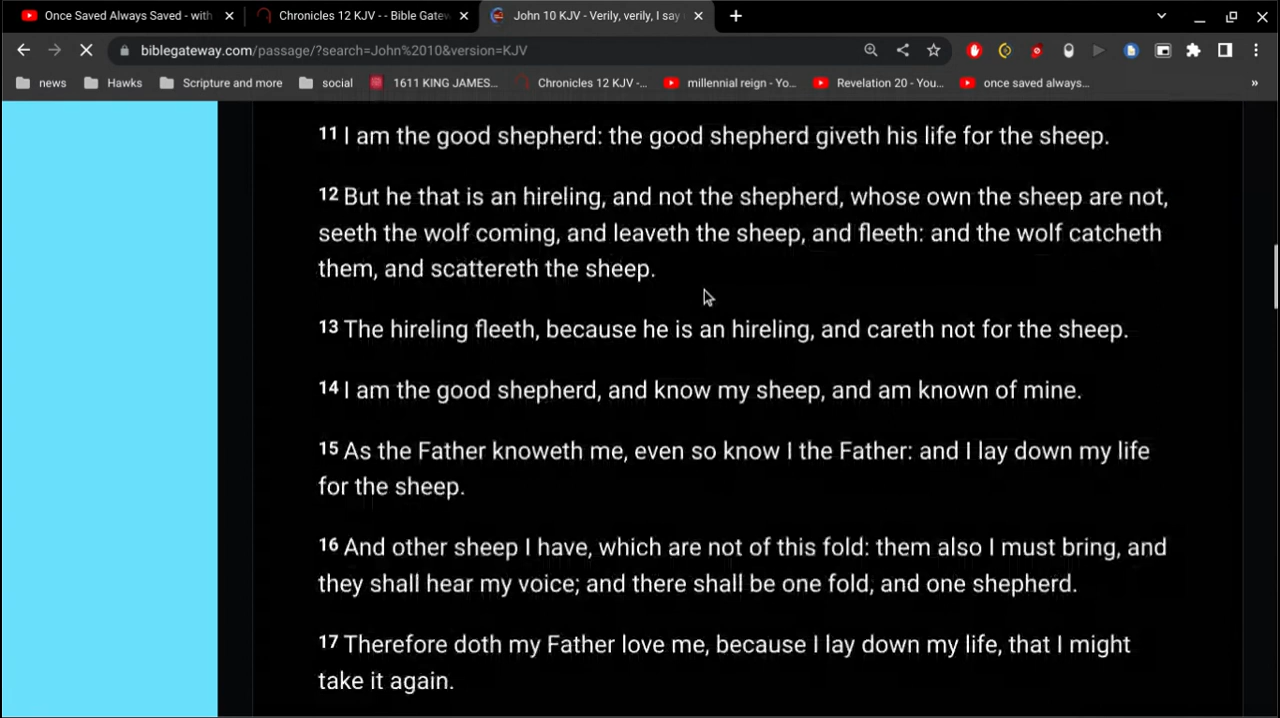 Once Saved Always Saved - with
Chronicles 12 KJV - - Bible Gatew
John 10 KJV - Verily, verily, I say
biblegateway.com/passage/?search=John%2010&version=KJV
news
Hawks
Scripture and more
social
1611 KING JAMES...
Chronicles 12 KJV -...
millennial reign - Yo...
Revelation 20 - You...
once saved always...
11 I am the good shepherd: the good shepherd giveth his life for the sheep.
12 But he that is an hireling, and not the shepherd, whose own the sheep are not,
seeth the wolf coming, and leaveth the sheep, and fleeth: and the wolf catcheth
them, and scattereth the sheep.
13 The hireling fleeth, because he is an hireling, and careth not for the sheep.
14 I am the good shepherd, and know my sheep, and am known of mine.
15 As the Father knoweth me, even so know I the Father: and I lay down my life
for the sheep.
16 And other sheep I have, which are not of this fold: them also I must bring, and
they shall hear my voice; and there shall be one fold, and one shepherd.
17 Therefore doth my Father love me, because I lay down my life, that I might
take it again.